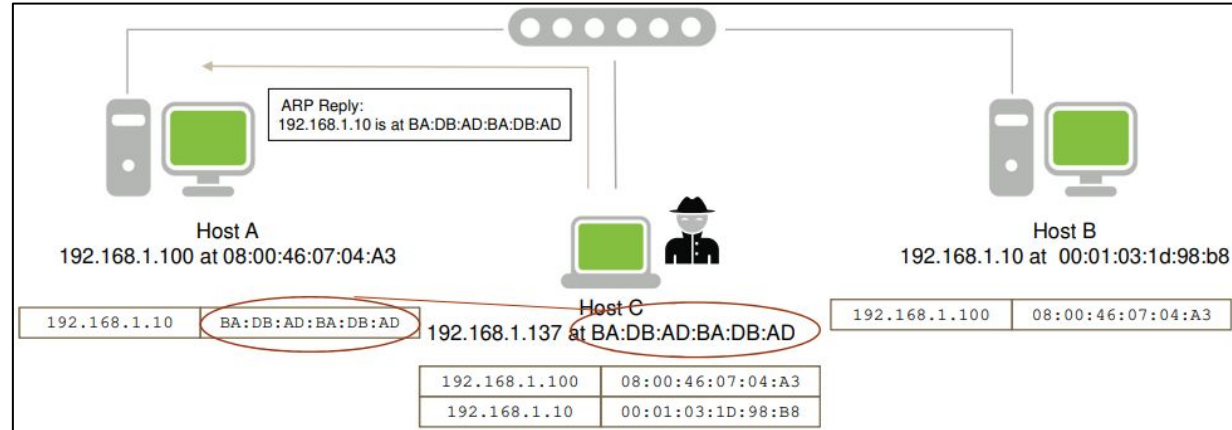 ARP Reply:
192.168.1.10 is at BA:DB:AD:BA:DB:AD
Host A
192.168.1.100 at 08:00:46:07:04:A3
192.168.1.10 BA:DB:AD:BA:DB:AD
Host C
192.168.1.137 at BA:DB:AD:BA:DB:AD
192.168.1.100 08:00:46:07:04:A3
192.168.1.10 00:01:03:1D:98:B8
Host B
192.168.1.10 at 00:01:03:1d:98:b8
192.168.1.100 08:00:46:07:04:A3